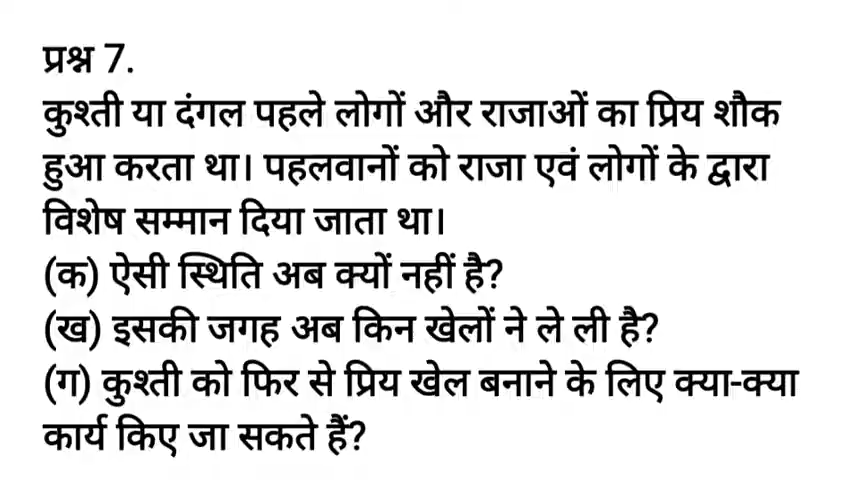 प्रश्न 7.
कुश्ती या दंगल पहले लोगों और राजाओं का प्रिय शौक
हुआ करता था। पहलवानों को राजा एवं लोगों के द्वारा
विशेष सम्मान दिया जाता था।
(क) ऐसी स्थिति अब क्यों नहीं है?
(ख) इसकी जगह अब किन खेलों ने ले ली है?
(ग) कुश्ती को फिर से प्रिय खेल बनाने के लिए क्या-क्या
कार्य किए जा सकते हैं?